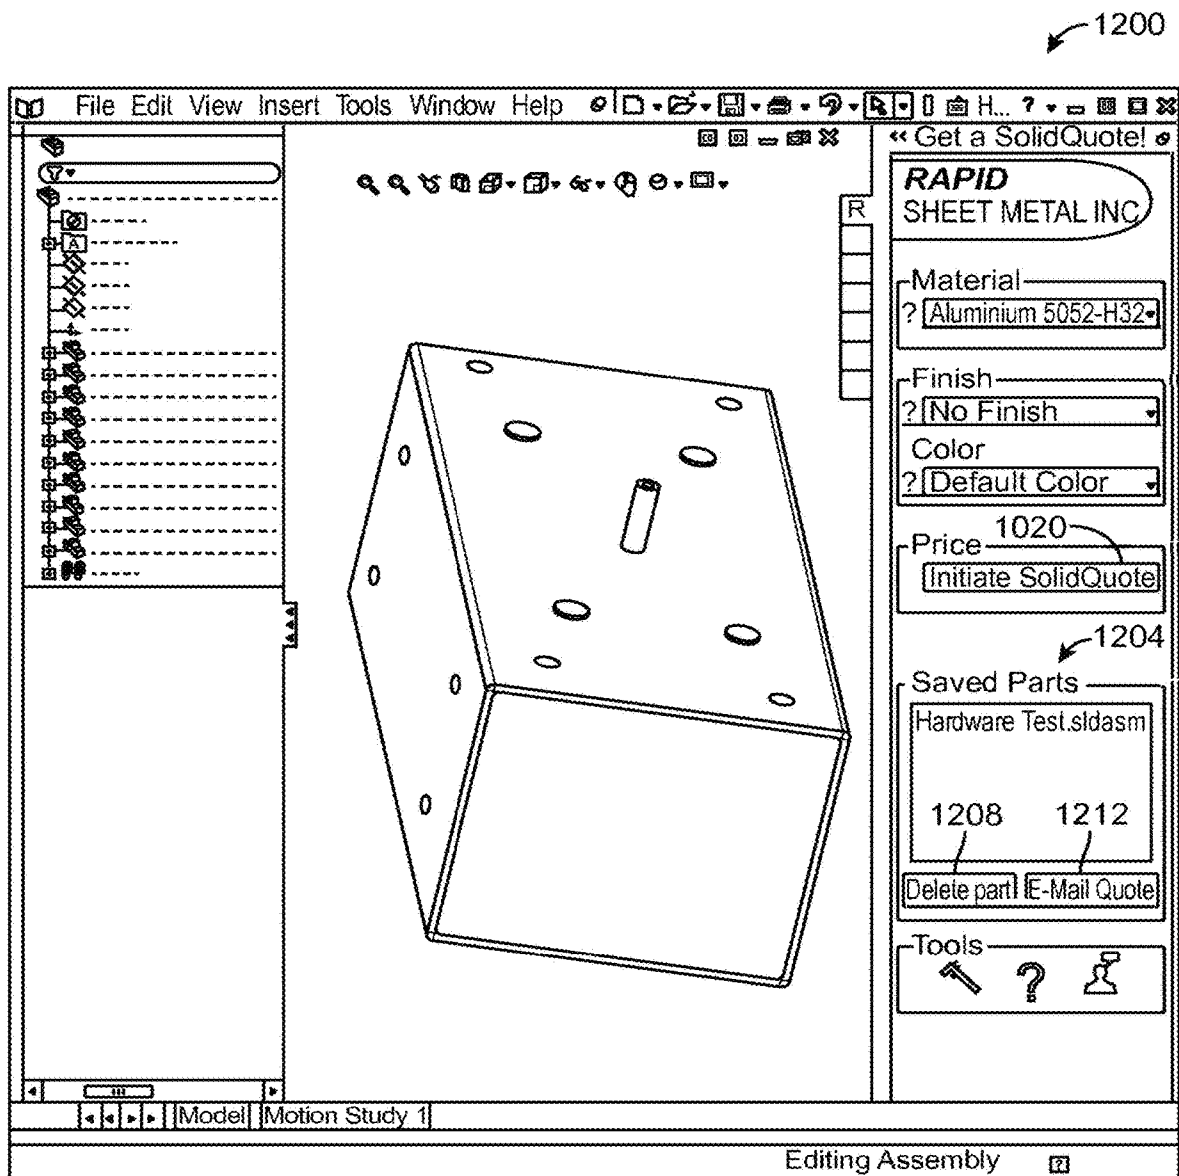 1200
File Edit View Insert Tools Window Help H... ?
<< Get a SolidQuote!
RAPID
SHEET METAL INC
R
A
Material
? Aluminium 5052-H32
Finish
? No Finish
Color
? Default Color
1020
Price
Initiate SolidQuote
1204
Saved Parts
Hardware Test.sldasm
1208 1212
Delete part E-Mail Quote
Tools
?
Model Motion Study 1
Editing Assembly ?